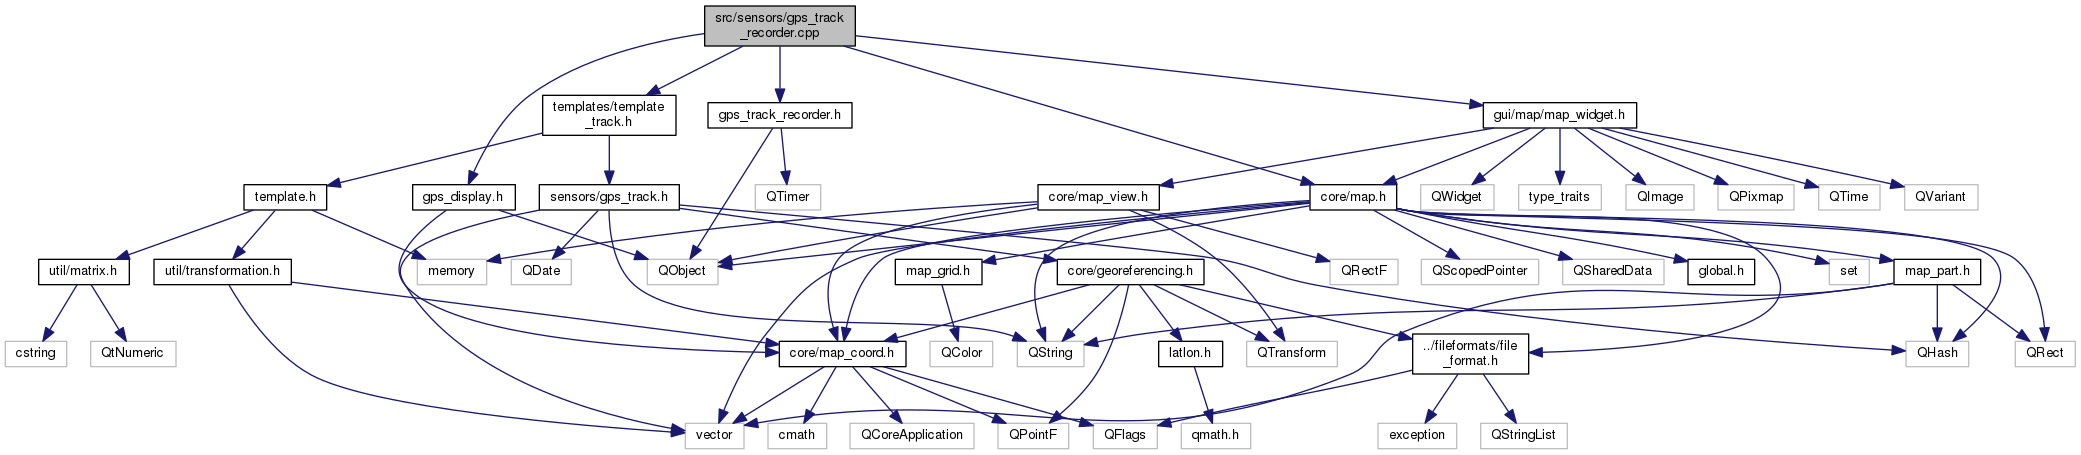 src/sensors/gps_track
_recorder.cpp
templates/template
_track.h
gps_track_recorder.h
gui/map/map_widget.h
template.h
gps_display.h
sensors/gps_track.h
QTimer
core/map_view.h
core/map.h
QWidget
type_traits
QImage
QPixmap
QTime
QVariant
util/matrix.h
util/transformation.h
memory
QDate
QObject
map_grid.h
core/georeferencing.h
QRectF
QScopedPointer
QSharedData
global.h
set
map_part.h
cstring
QtNumeric
core/map_coord.h
QColor
QString
latlon.h
QTransform
../fileformats/file
_format.h
QHash
QRect
vector
cmath
QCoreApplication
QPointF
QFlags
qmath.h
exception
QStringList